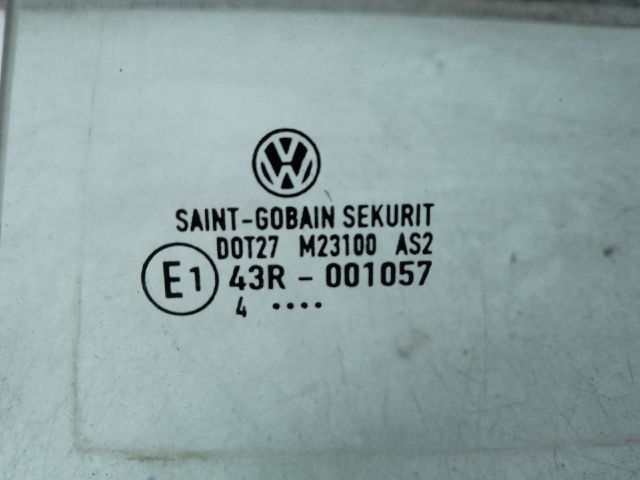 SAINT-GOBAIN SEKURIT
DOT27 M23100 AS2
E1 43R - 001057
4 ....